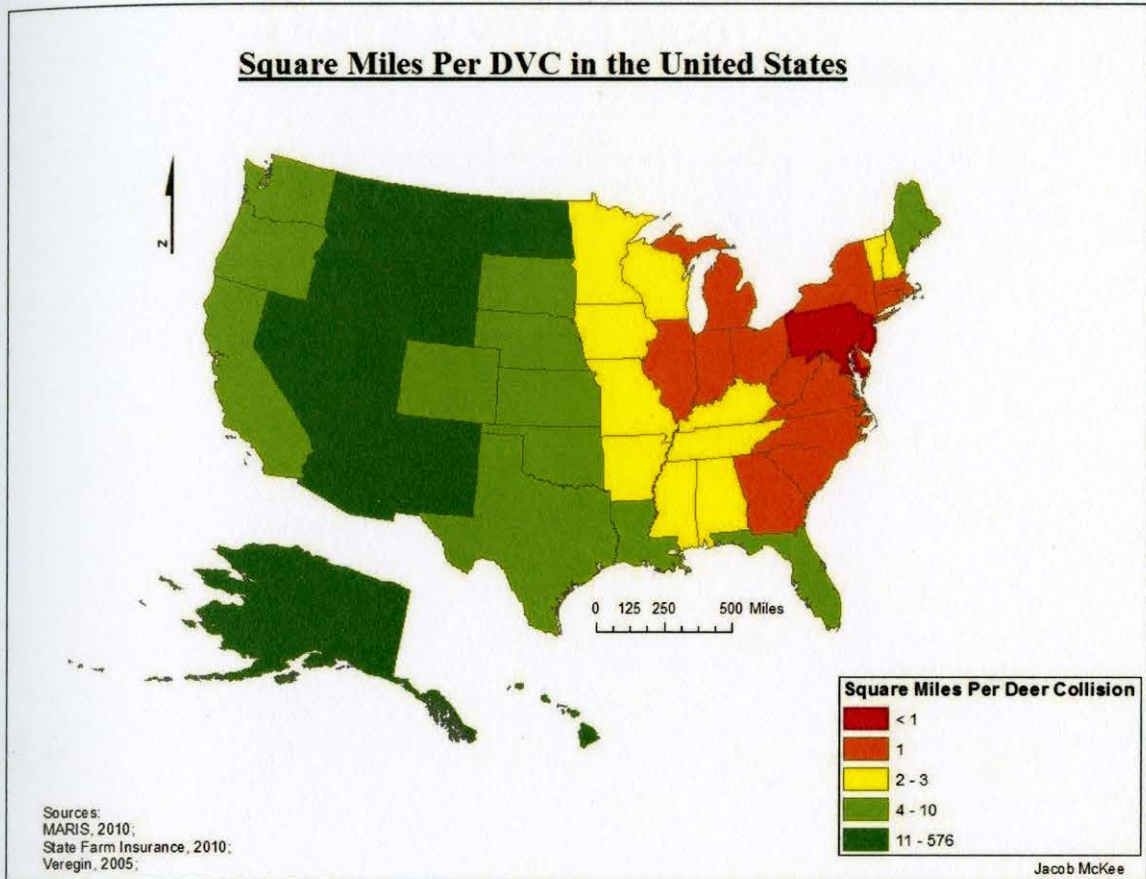 Square Miles Per DVC in the United States
N
0 125 250 500 Miles
Square Miles Per Deer Collision
< 1
1
2 - 3
4 - 10
11 - 576
Sources:
MARIS, 2010;
State Farm Insurance, 2010;
Veregin, 2005;
Jacob McKee